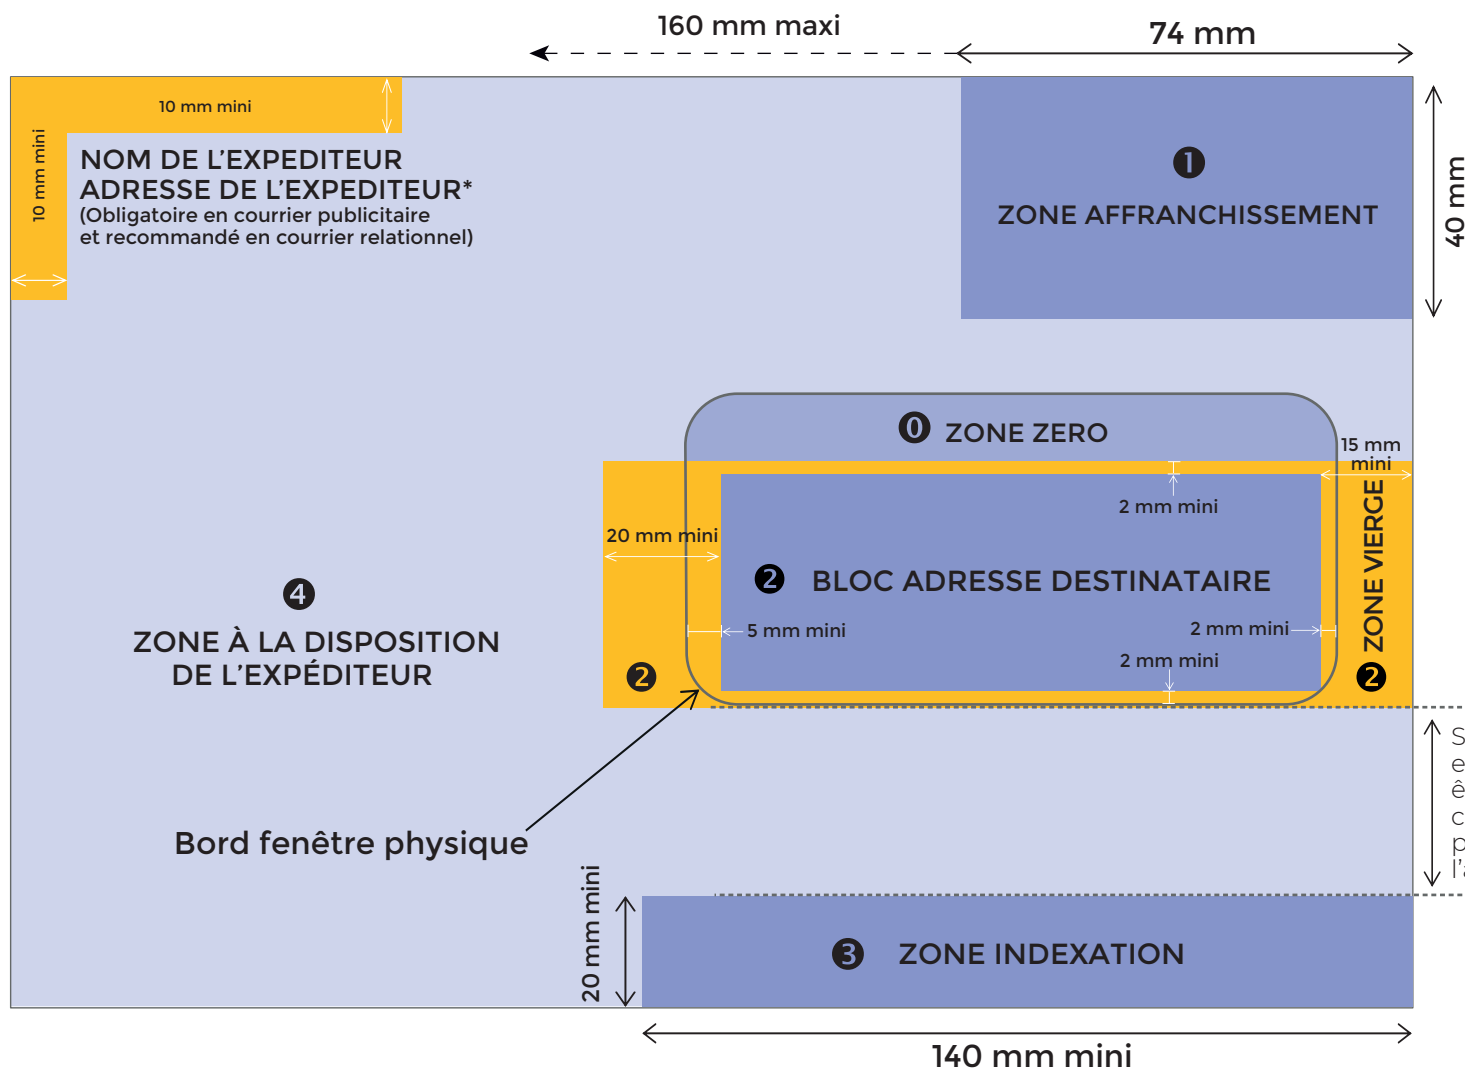 160 mm maxi
74 mm
10 mm mini
10 mm mini
NOM DE L'EXPEDITEUR
ADRESSE DE L'EXPEDITEUR*
(Obligatoire en courrier publicitaire
et recommandé en courrier relationnel)
1
ZONE AFFRANCHISSEMENT
40 mm
0 ZONE ZERO
15 mm
mini
2 mm mini
20 mm mini
2 BLOC ADRESSE DESTINATAIRE
ZONE VIERGE
5 mm mini
2 mm mini
2 mm mini
2
2
4
ZONE À LA DISPOSITION
DE L'EXPÉDITEUR
Bord fenêtre physique
20 mm mini
3 ZONE INDEXATION
140 mm mini